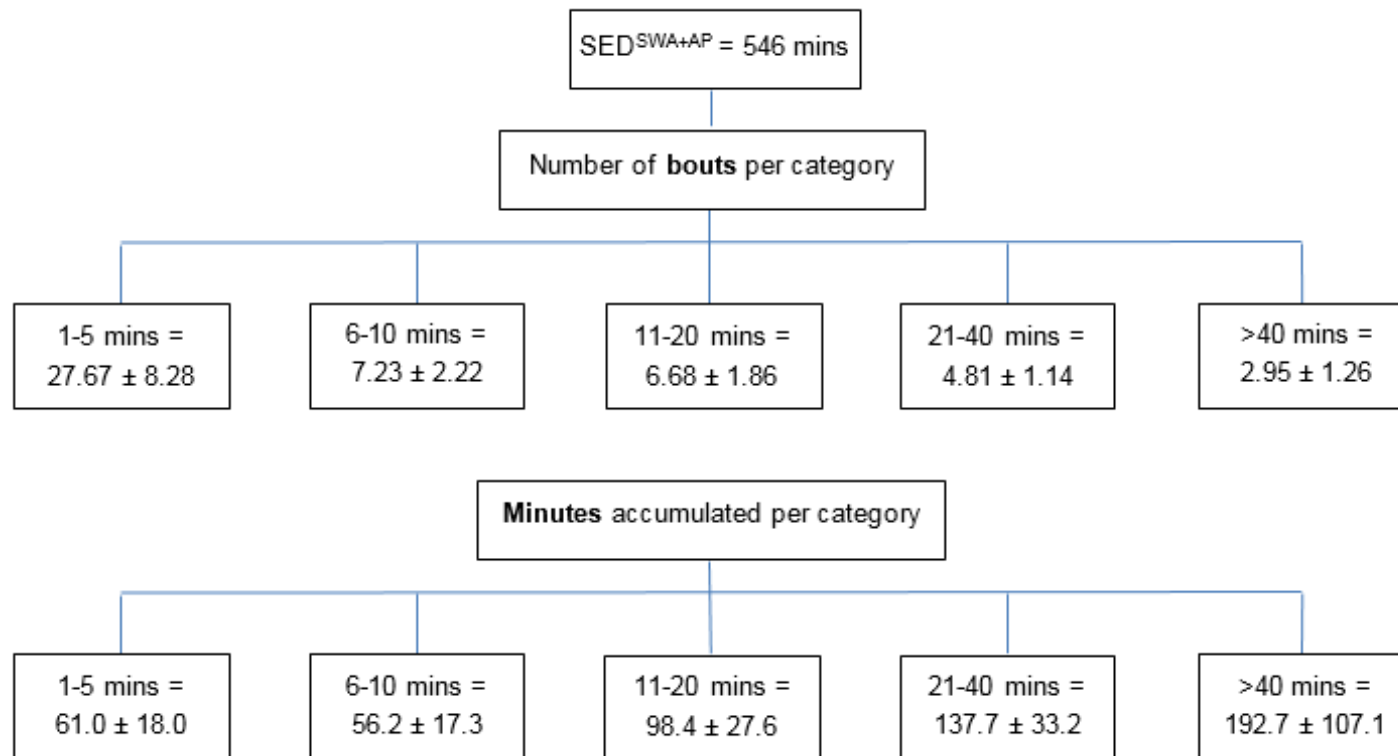 SED^SWA+AP = 546 mins
Number of bouts per category
1-5 mins =
27.67 ± 8.28
6-10 mins =
7.23 ± 2.22
11-20 mins =
6.68 ± 1.86
21-40 mins =
4.81 ± 1.14
>40 mins =
2.95 ± 1.26
Minutes accumulated per category
1-5 mins =
61.0 ± 18.0
6-10 mins =
56.2 ± 17.3
11-20 mins =
98.4 ± 27.6
21-40 mins =
137.7 ± 33.2
>40 mins =
192.7 ± 107.1